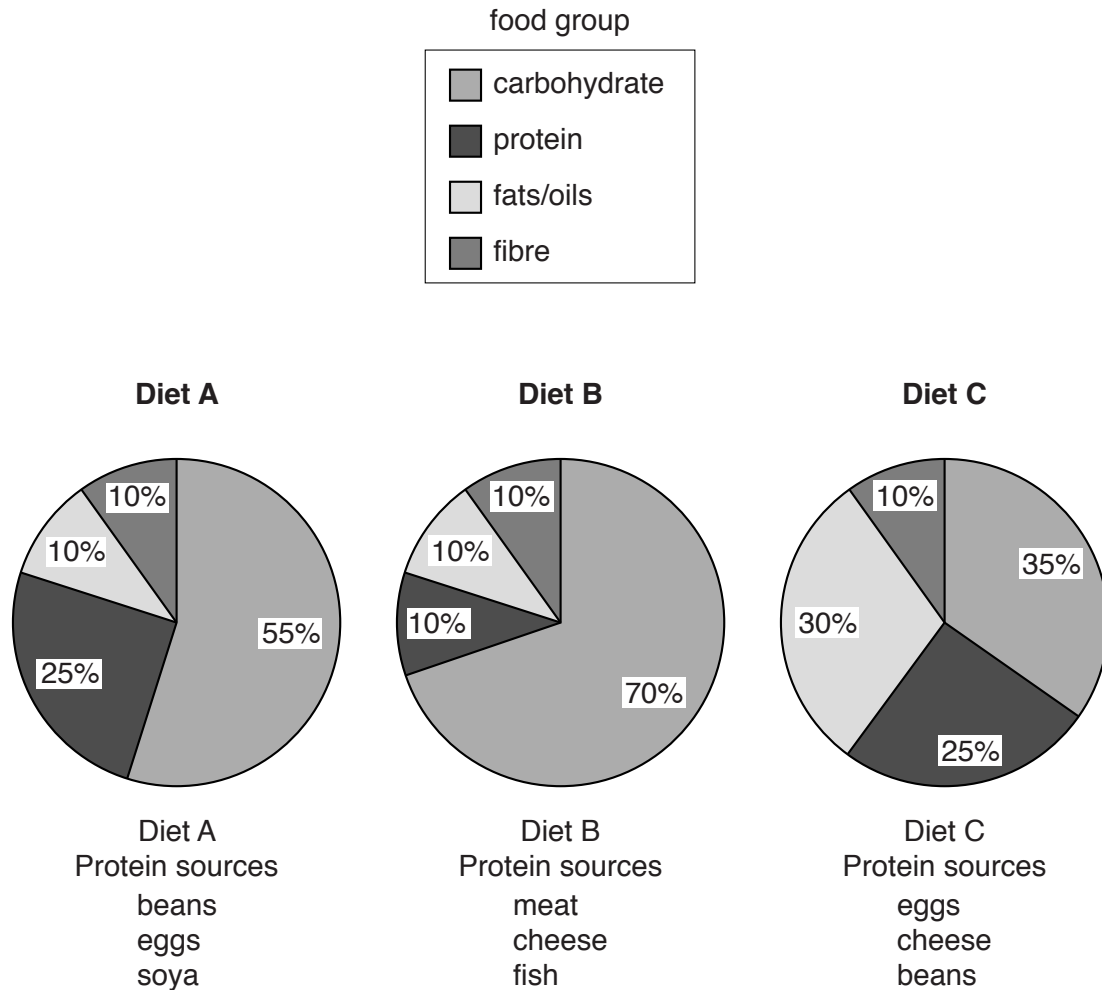 food group
carbohydrate
protein
fats/oils
fibre
Diet A
Diet B
Diet C
10%
10%
25%
55%
10%
10%
10%
70%
10%
30%
35%
25%
Diet A
Protein sources
beans
eggs
soya
Diet B
Protein sources
meat
cheese
fish
Diet C
Protein sources
eggs
cheese
beans